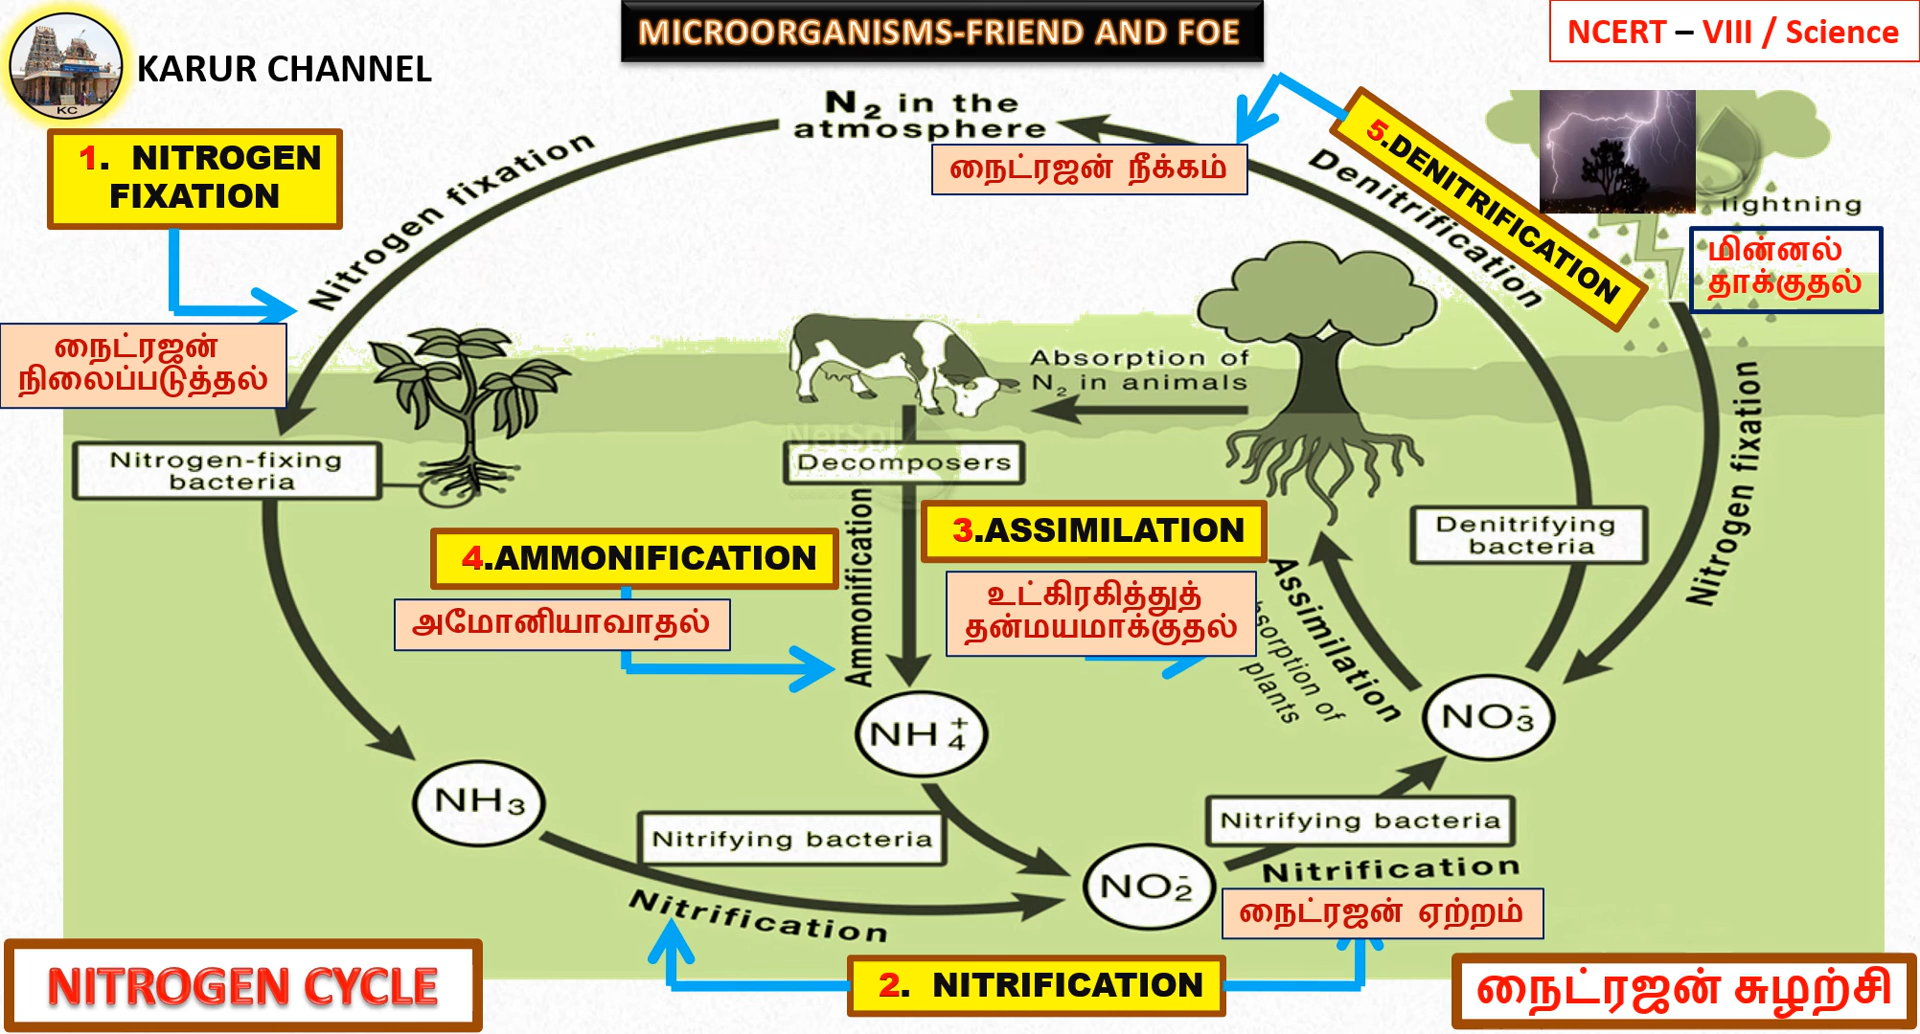 MICROORGANISMS-FRIEND AND FOE
NCERT – VIII / Science
KARUR CHANNEL
KC
N2 in the
atmosphere
1. NITROGEN
FIXATION
Nitrogen fixation
நைட்ரஜன்
நிலைப்படுத்தல்
நைட்ரஜன் நீக்கம்
5.DENITRIFICATION
Denitrification
lightning
மின்னல்
தாக்குதல்
Absorption of
N2 in animals
Nitrogen fixation
Nitrogen-fixing
bacteria
Decomposers
Denitrifying
bacteria
4.AMMONIFICATION
அமோனியாவாதல்
Ammonification
3.ASSIMILATION
உட்கிரகித்துத்
தன்மயமாக்குதல்
Assimilation
absorption of
plants
NH4+
NO3-
NH3
Nitrifying bacteria
Nitrification
NO2-
Nitrifying bacteria
Nitrification
நைட்ரஜன் ஏற்றம்
2. NITRIFICATION
NITROGEN CYCLE
நைட்ரஜன் சுழற்சி